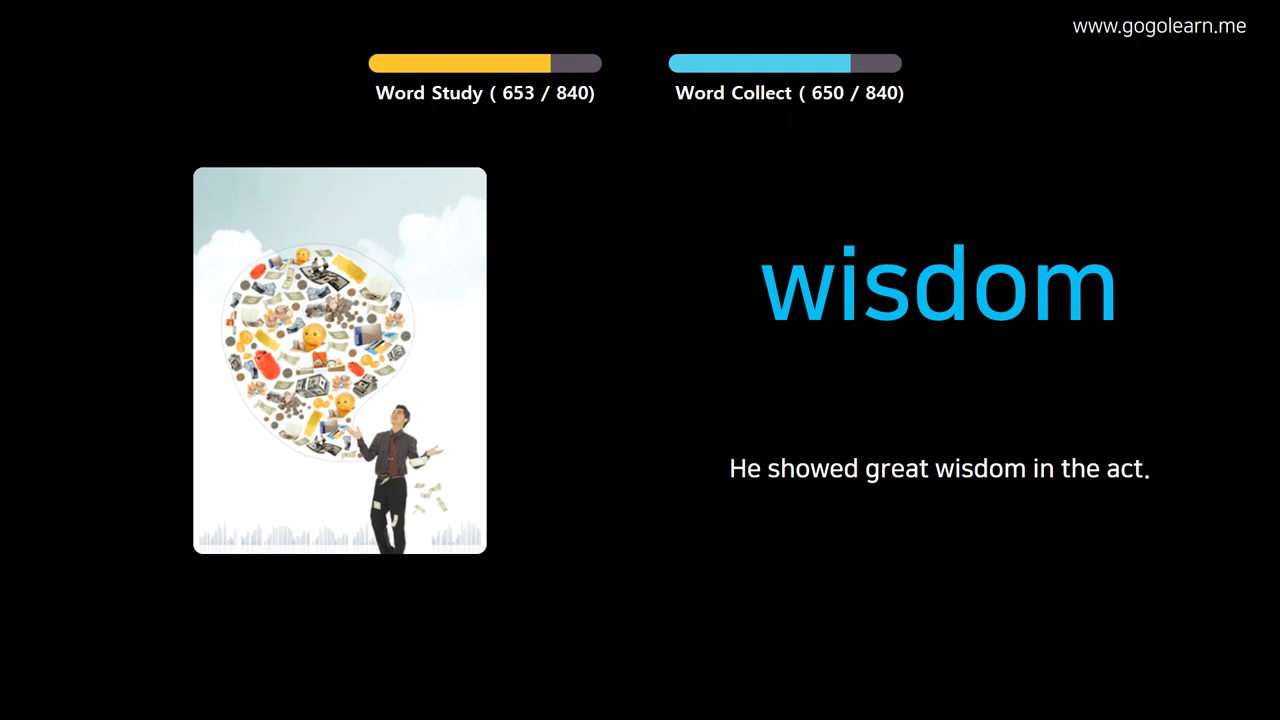 www.gogolearn.me
Word Study ( 653 / 840)
Word Collect ( 650 / 840)
wisdom
He showed great wisdom in the act.